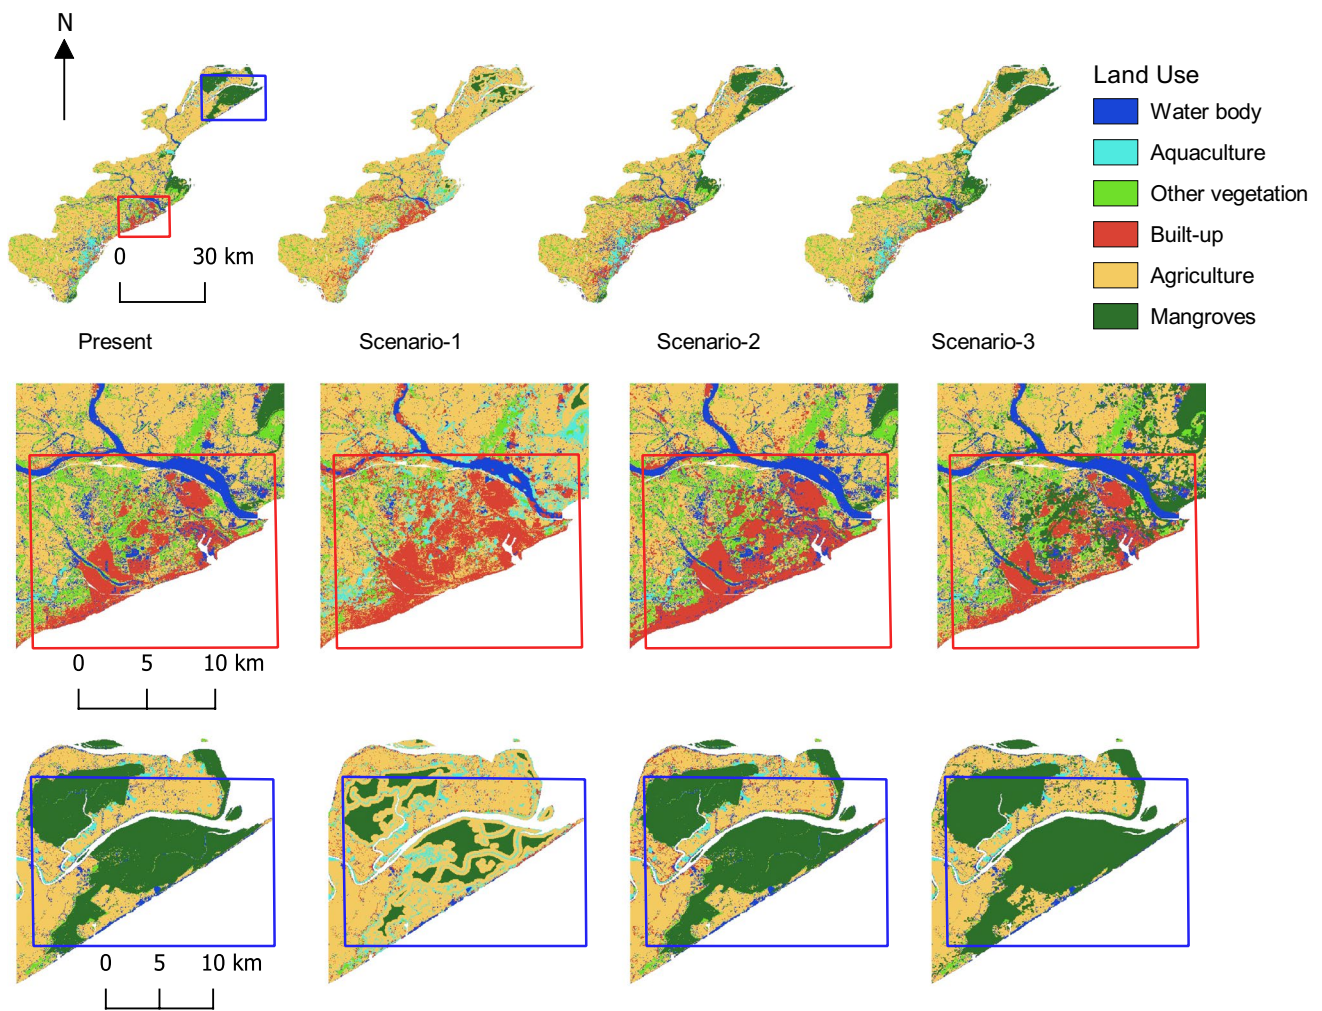 N
Land Use
Water body
Aquaculture
Other vegetation
Built-up
Agriculture
Mangroves
0 30 km
Present Scenario-1 Scenario-2 Scenario-3
0 5 10 km
0 5 10 km